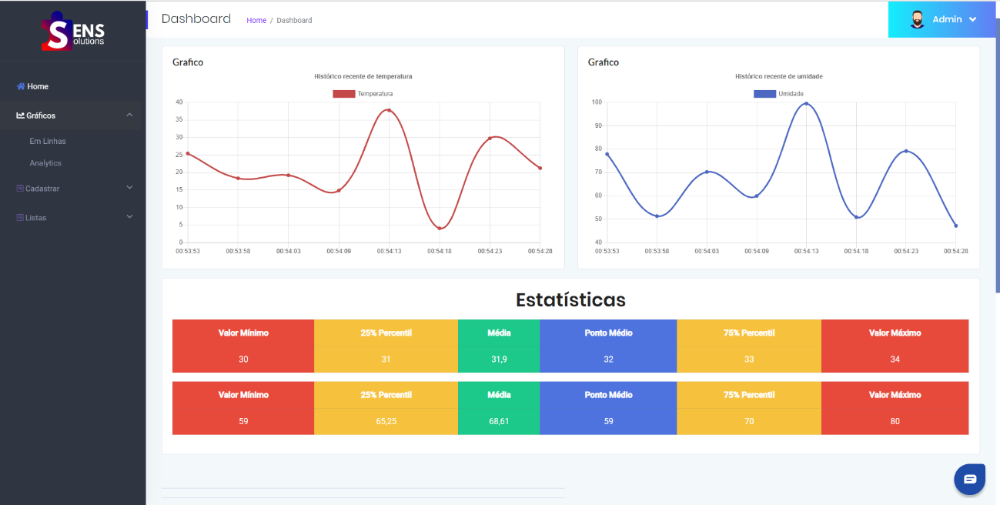 SENS
Solutions
Dashboard
Home / Dashboard
Admin
Home
Gráficos
Em Linhas
Analytics
Cadastrar
Listas
Grafico
Histórico recente de temperatura
Temperatura
40
35
30
25
20
15
10
5
0
00:53:53 00:53:58 00:54:03 00:54:09 00:54:13 00:54:18 00:54:23 00:54:28
Grafico
Histórico recente de umidade
Umidade
100
90
80
70
60
50
40
00:53:53 00:53:58 00:54:03 00:54:09 00:54:13 00:54:18 00:54:23 00:54:28
Estatísticas
Valor Mínimo 25% Percentil Média Ponto Médio 75% Percentil Valor Máximo
30 31 31,9 32 33 34
Valor Mínimo 25% Percentil Média Ponto Médio 75% Percentil Valor Máximo
59 65,25 68,61 59 70 80